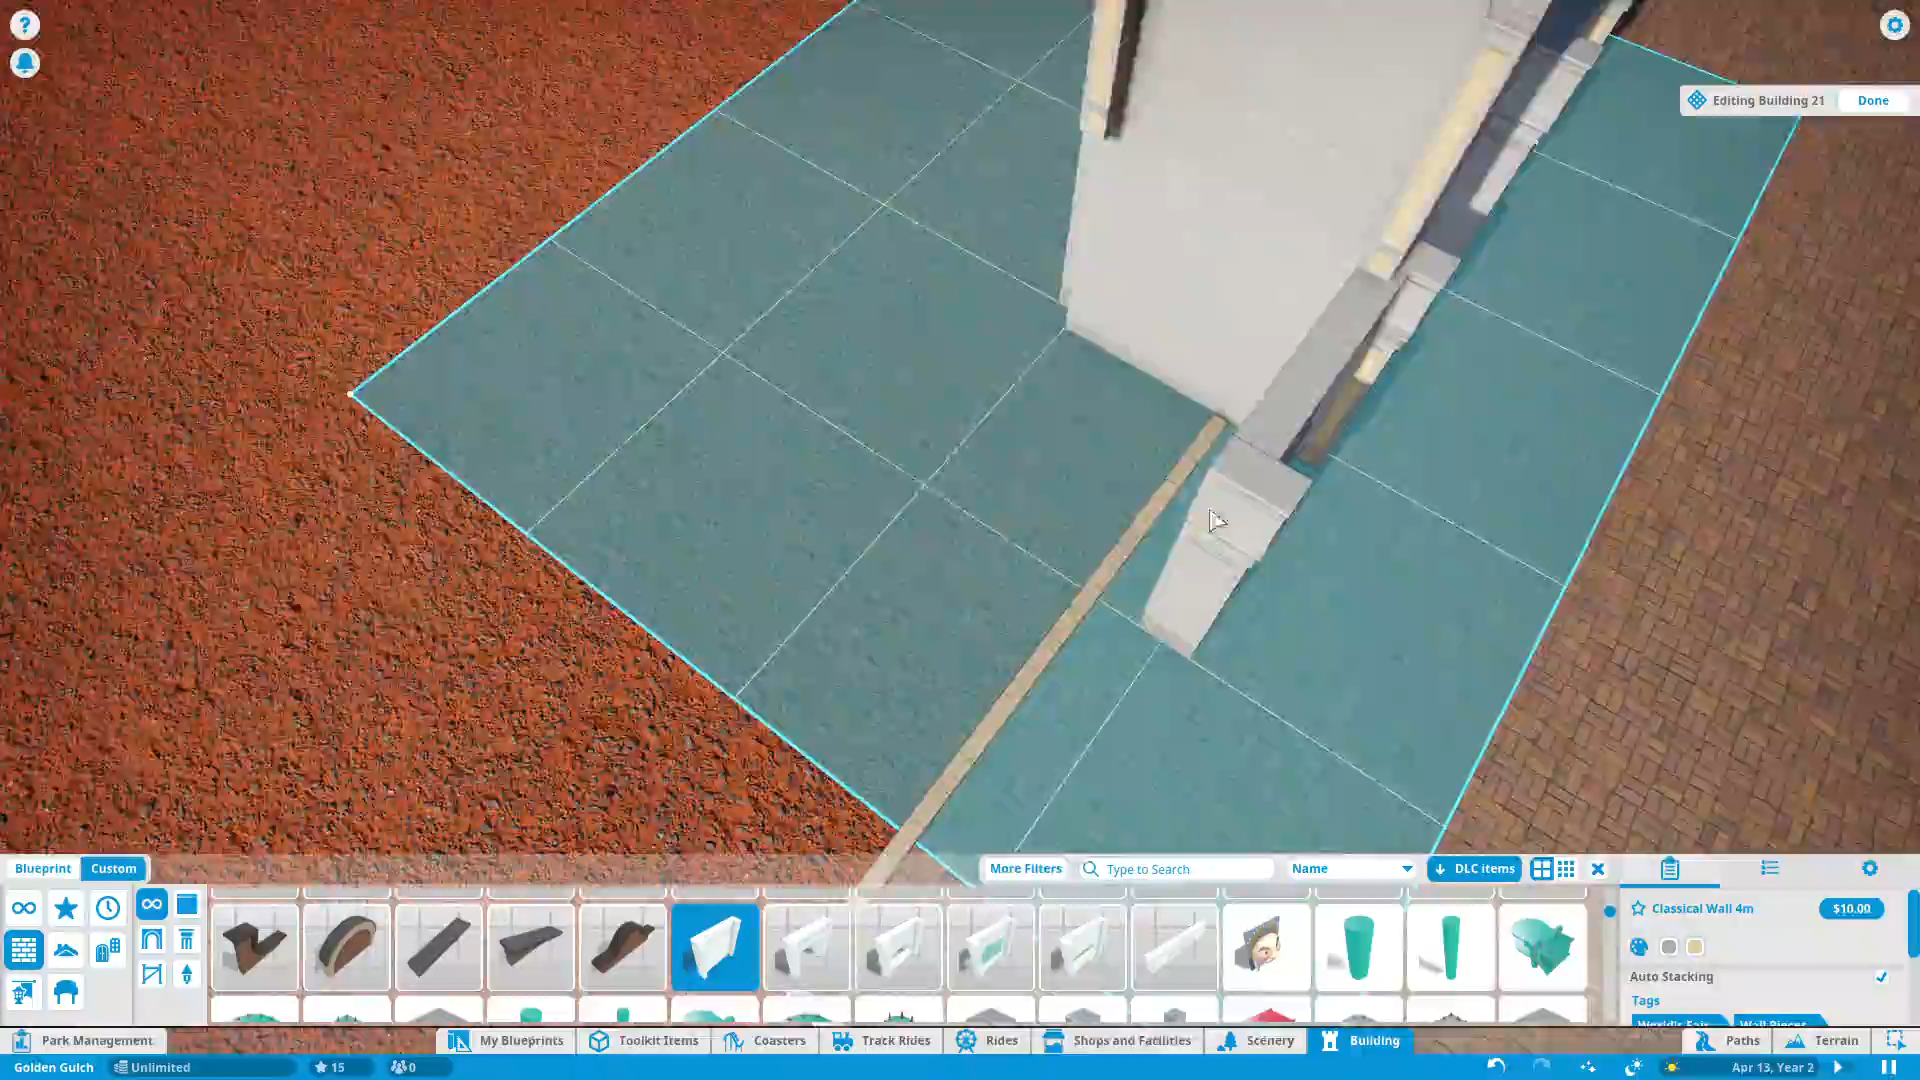 ?
Editing Building 21
Done
Blueprint
Custom
More Filters
Type to Search
Name
DLC items
Classical Wall 4m
$10.00
Auto Stacking
Tags
World's Fair
Wall Pieces
Park Management
My Blueprints
Toolkit Items
Coasters
Track Rides
Rides
Shops and Facilities
Scenery
Building
Paths
Terrain
Golden Gulch
Unlimited
15
0
Apr 13, Year 2